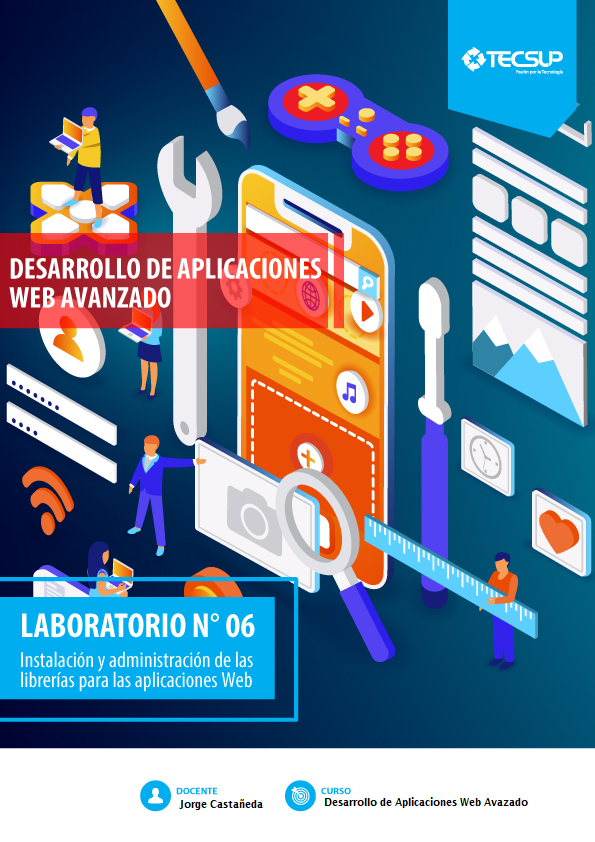 TECSUP
Pasión por la Tecnología
DESARROLLO DE APLICACIONES
WEB AVANZADO
LABORATORIO N° 06
Instalación y administración de las
librerías para las aplicaciones Web
DOCENTE
Jorge Castañeda
CURSO
Desarrollo de Aplicaciones Web Avazado